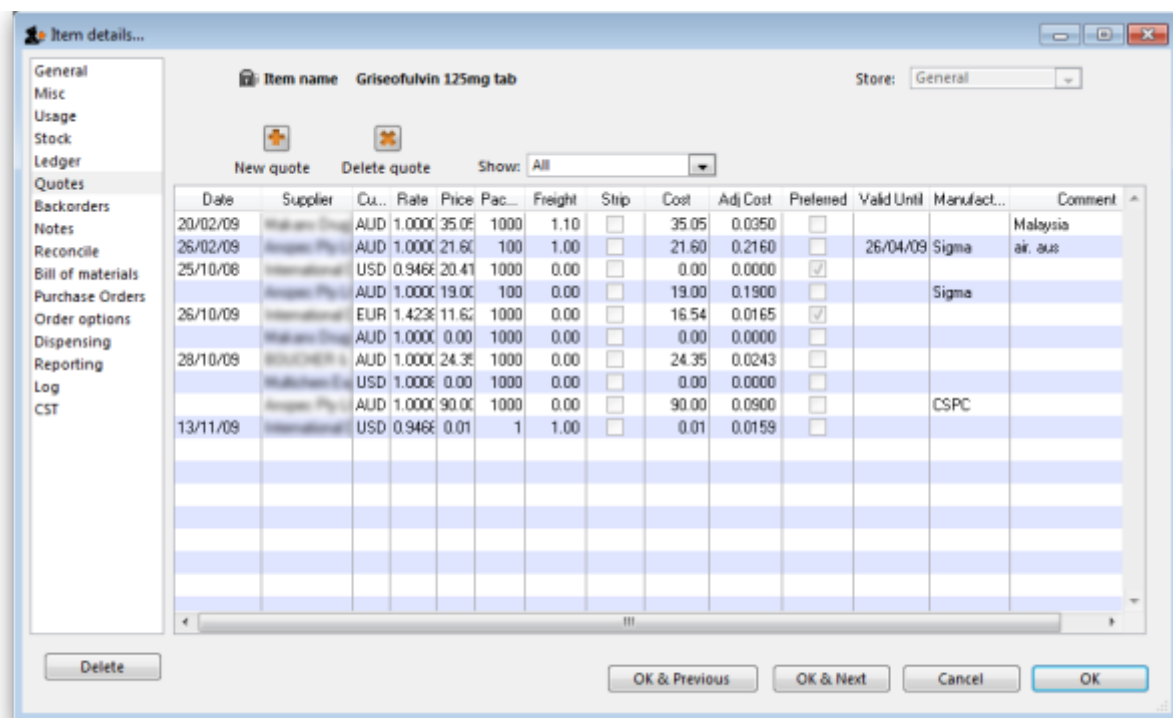 Item details...
General
Misc
Usage
Stock
Ledger
Quotes
Backorders
Notes
Reconcile
Bill of materials
Purchase Orders
Order options
Dispensing
Reporting
Log
CST
Item name Griseofulvin 125mg tab
Store: General
New quote Delete quote Show: All
Date Supplier Cu... Rate Price Pac... Freight Strip Cost Adj Cost Preferred Valid Until Manufact... Comment
20/02/09 AUD 1.000 35.05 1000 1.10 35.05 0.0350 Malaysia
26/02/09 AUD 1.000 21.60 100 1.00 21.60 0.2160 26/04/09 Sigma air. aus
25/10/08 USD 0.946 20.41 1000 0.00 0.00 0.0000
AUD 1.000 19.00 100 0.00 19.00 0.1900 Sigma
26/10/09 EUR 1.423 11.62 1000 0.00 16.54 0.0165
AUD 1.000 0.00 1000 0.00 0.00 0.0000
28/10/09 AUD 1.000 24.35 1000 0.00 24.35 0.0243
USD 1.000 0.00 1000 0.00 0.00 0.0000
AUD 1.000 90.00 1000 0.00 90.00 0.0900 CSPC
13/11/09 USD 0.946 0.01 1 1.00 0.01 0.0159
Delete
OK & Previous OK & Next Cancel OK